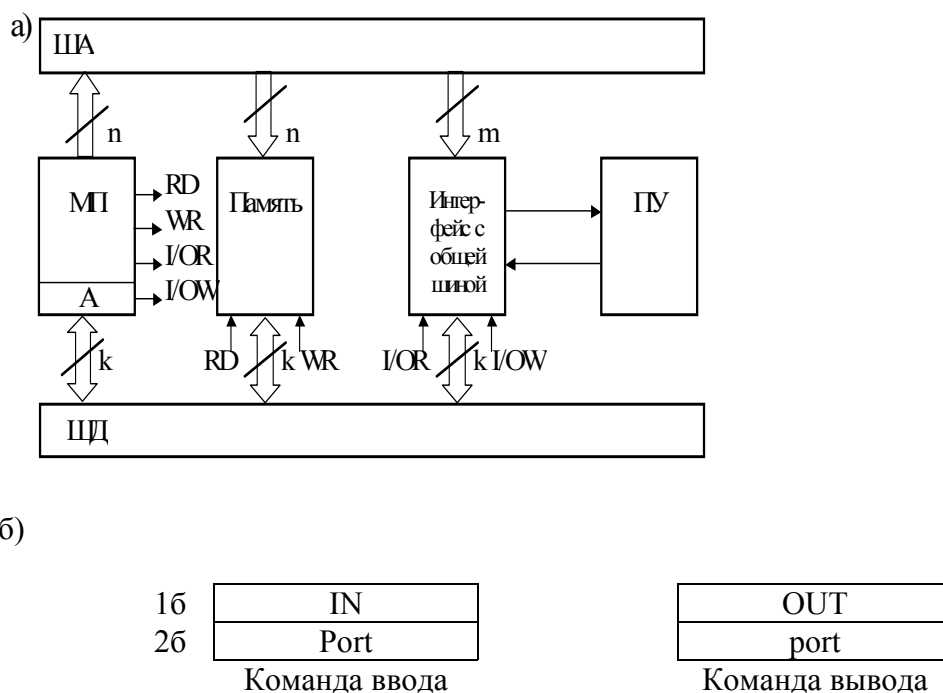 а)
ША
n
n
m
МП
RD
WR
I/OR
I/OW
А
Память
Интер-
фейс с
общей
шиной
ПУ
k
RD
k
WR
I/OR
k
I/OW
ШД
б)
1б
IN
OUT
2б
Port
port
Команда ввода
Команда вывода